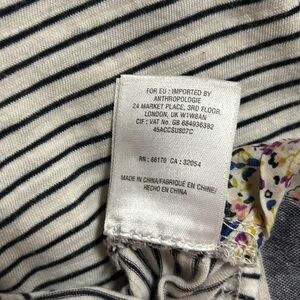 FOR EU : IMPORTED BY
ANTHROPOLOGIE
24 MARKET PLACE, 3RD FLOOR,
LONDON, UK W1W8AN
CIF ; VAT No. GB 684936382
45ACCSUS07C
RN : 66170 CA : 32054
MADE IN CHINA/FABRIQUE EN CHINE/
HECHO EN CHINA